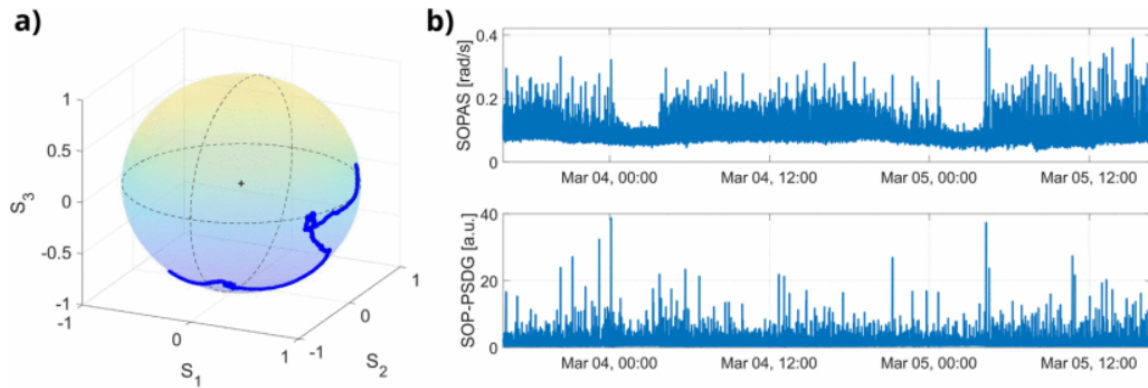 a)
1
0.5
0
-0.5
-1
S3
-1
0
1
S1
-1
0
1
S2
b)
0.4
0.2
0
SOPAS [rad/s]
Mar 04, 00:00 Mar 04, 12:00 Mar 05, 00:00 Mar 05, 12:00
40
20
0
SOP-PSDG [a.u.]
Mar 04, 00:00 Mar 04, 12:00 Mar 05, 00:00 Mar 05, 12:00